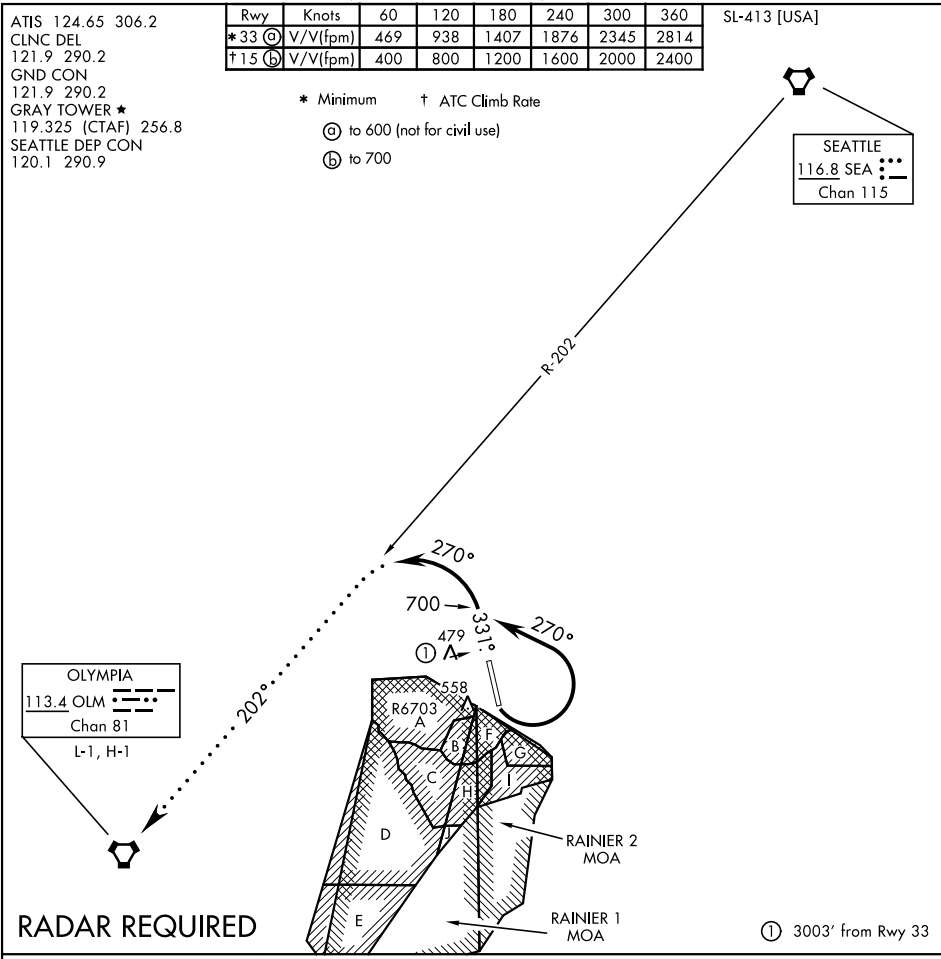 ATIS 124.65 306.2
CLNC DEL
121.9 290.2
GND CON
121.9 290.2
GRAY TOWER ★
119.325 (CTAF) 256.8
SEATTLE DEP CON
120.1 290.9
Rwy Knots 60 120 180 240 300 360
* 33 ⓐ V/V(fpm) 469 938 1407 1876 2345 2814
† 15 ⓑ V/V(fpm) 400 800 1200 1600 2000 2400
* Minimum † ATC Climb Rate
ⓐ to 600 (not for civil use)
ⓑ to 700
SL-413 [USA]
SEATTLE
116.8 SEA
Chan 115
R-202
270°
700
331°
270°
① 479
558
202°
OLYMPIA
113.4 OLM
Chan 81
L-1, H-1
R6703
A
B
F
G
C
H
I
D
J
E
RAINIER 2
MOA
RAINIER 1
MOA
RADAR REQUIRED
① 3003' from Rwy 33